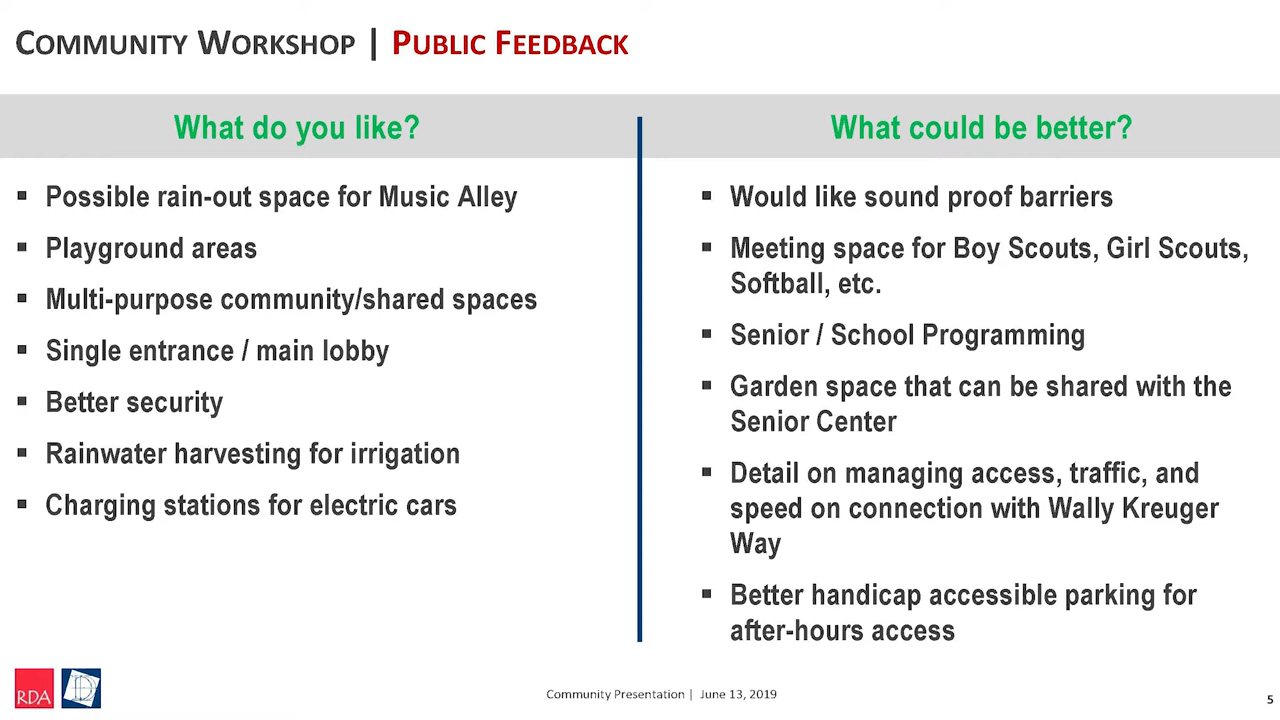 COMMUNITY WORKSHOP | PUBLIC FEEDBACK
What do you like?
▪ Possible rain-out space for Music Alley
▪ Playground areas
▪ Multi-purpose community/shared spaces
▪ Single entrance / main lobby
▪ Better security
▪ Rainwater harvesting for irrigation
▪ Charging stations for electric cars
What could be better?
▪ Would like sound proof barriers
▪ Meeting space for Boy Scouts, Girl Scouts,
Softball, etc.
▪ Senior / School Programming
▪ Garden space that can be shared with the
Senior Center
▪ Detail on managing access, traffic, and
speed on connection with Wally Kreuger
Way
▪ Better handicap accessible parking for
after-hours access
RDA
Community Presentation | June 13, 2019
5